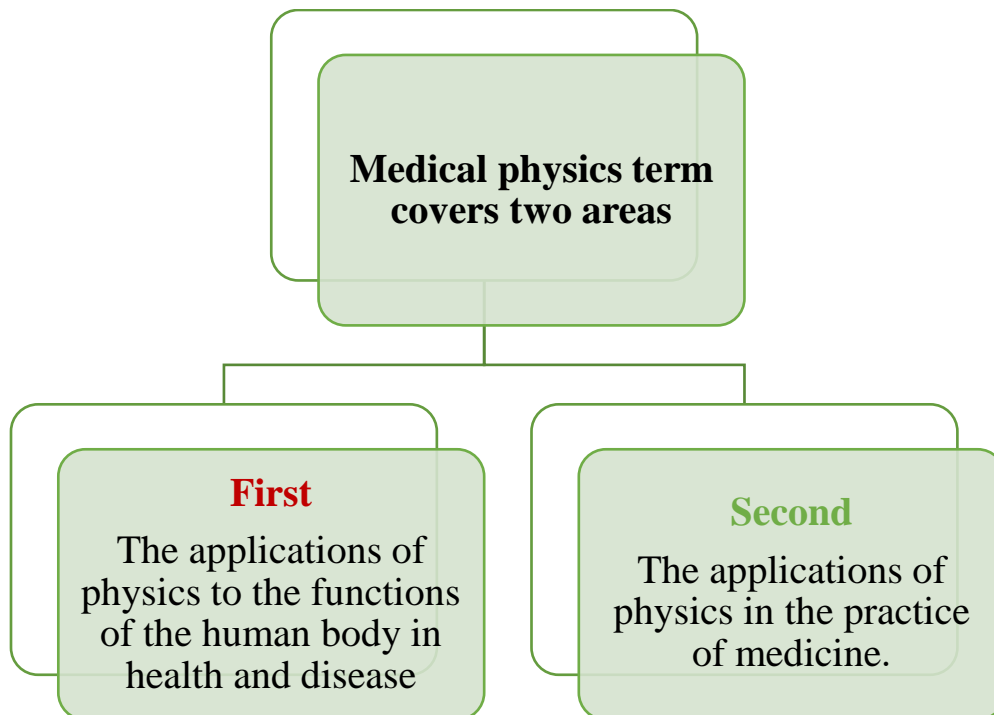 Medical physics term
covers two areas
First
The applications of
physics to the functions
of the human body in
health and disease
Second
The applications of
physics in the practice
of medicine.